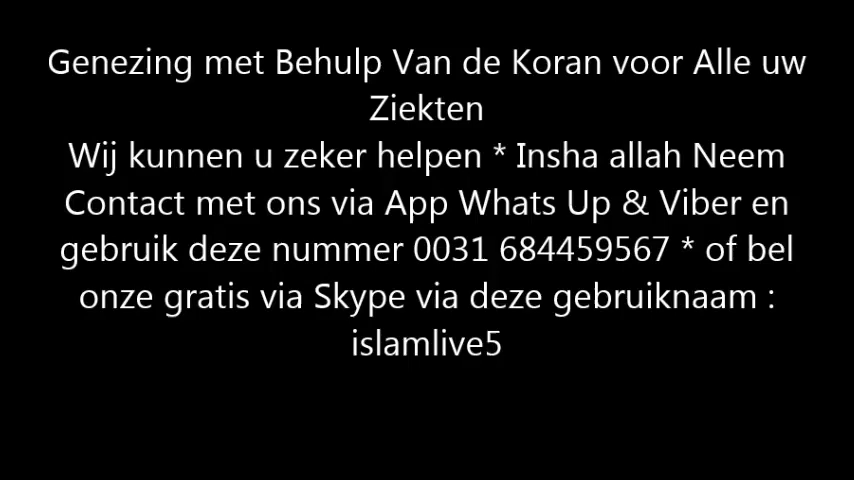 Genezing met Behulp Van de Koran voor Alle uw
Ziekten
Wij kunnen u zeker helpen * Insha allah Neem
Contact met ons via App Whats Up & Viber en
gebruik deze nummer 0031 684459567 * of bel
onze gratis via Skype via deze gebruiknaam :
islamlive5